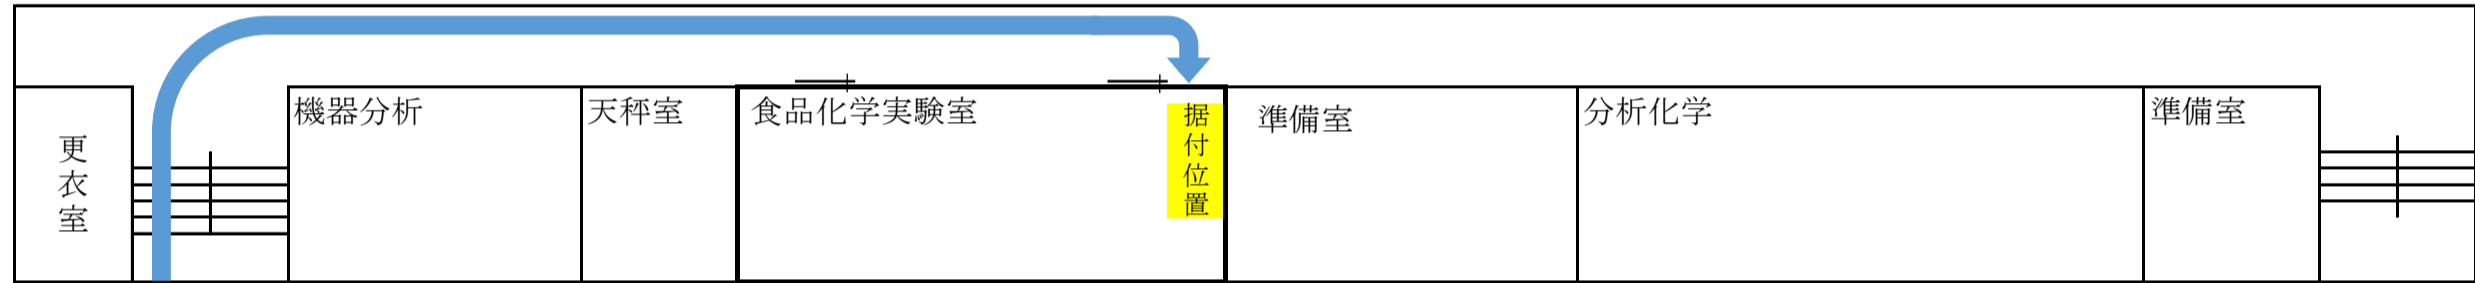 更衣室
機器分析
天秤室
食品化学実験室
据付位置
準備室
分析化学
準備室